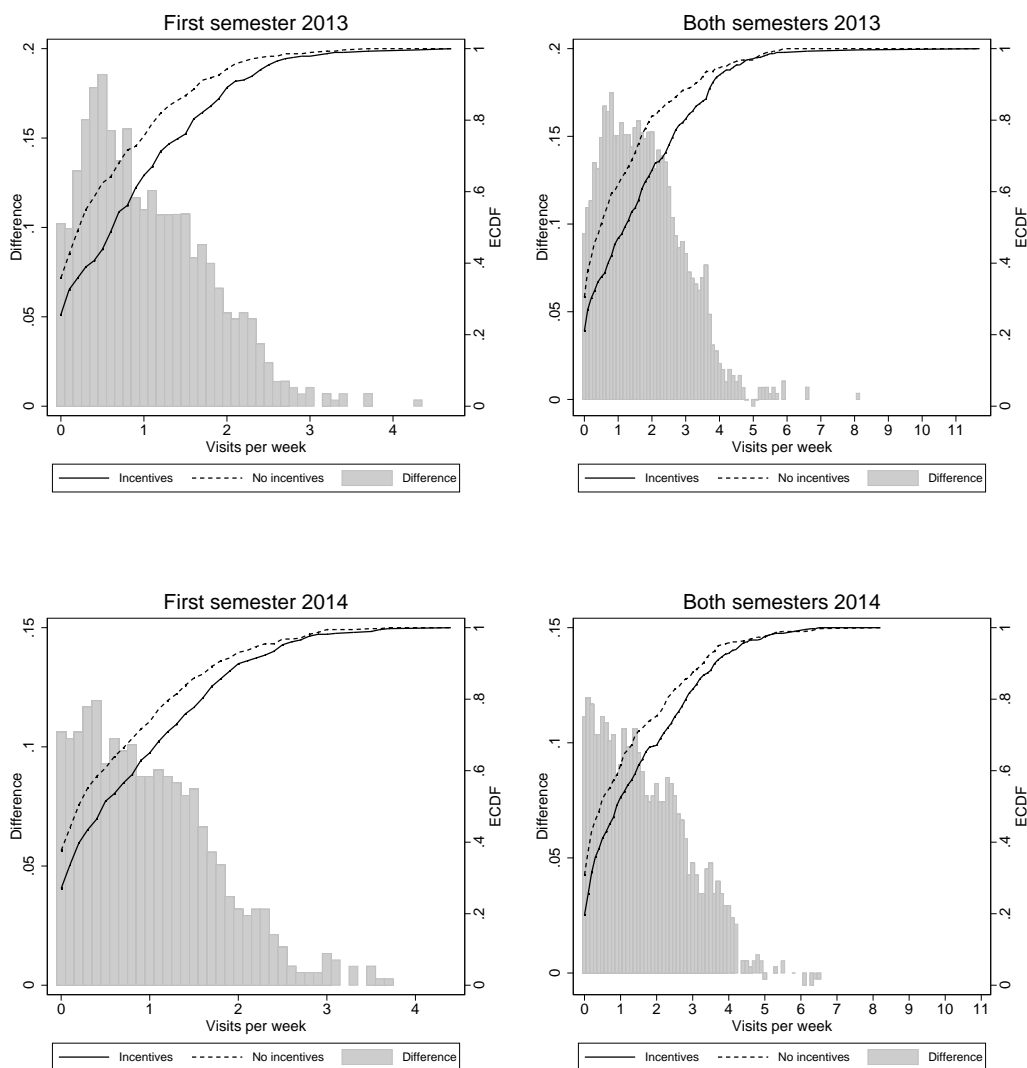 First semester 2013
Difference
0 .05 .1 .15 .2
ECDF
0 .2 .4 .6 .8 1
0 1 2 3 4
Visits per week
Incentives No incentives Difference
Both semesters 2013
Difference
0 .05 .1 .15 .2
ECDF
0 .2 .4 .6 .8 1
0 1 2 3 4 5 6 7 8 9 10 11
Visits per week
Incentives No incentives Difference
First semester 2014
Difference
0 .05 .1 .15
ECDF
0 .2 .4 .6 .8 1
0 1 2 3 4
Visits per week
Incentives No incentives Difference
Both semesters 2014
Difference
0 .05 .1 .15
ECDF
0 .2 .4 .6 .8 1
0 1 2 3 4 5 6 7 8 9 10 11
Visits per week
Incentives No incentives Difference